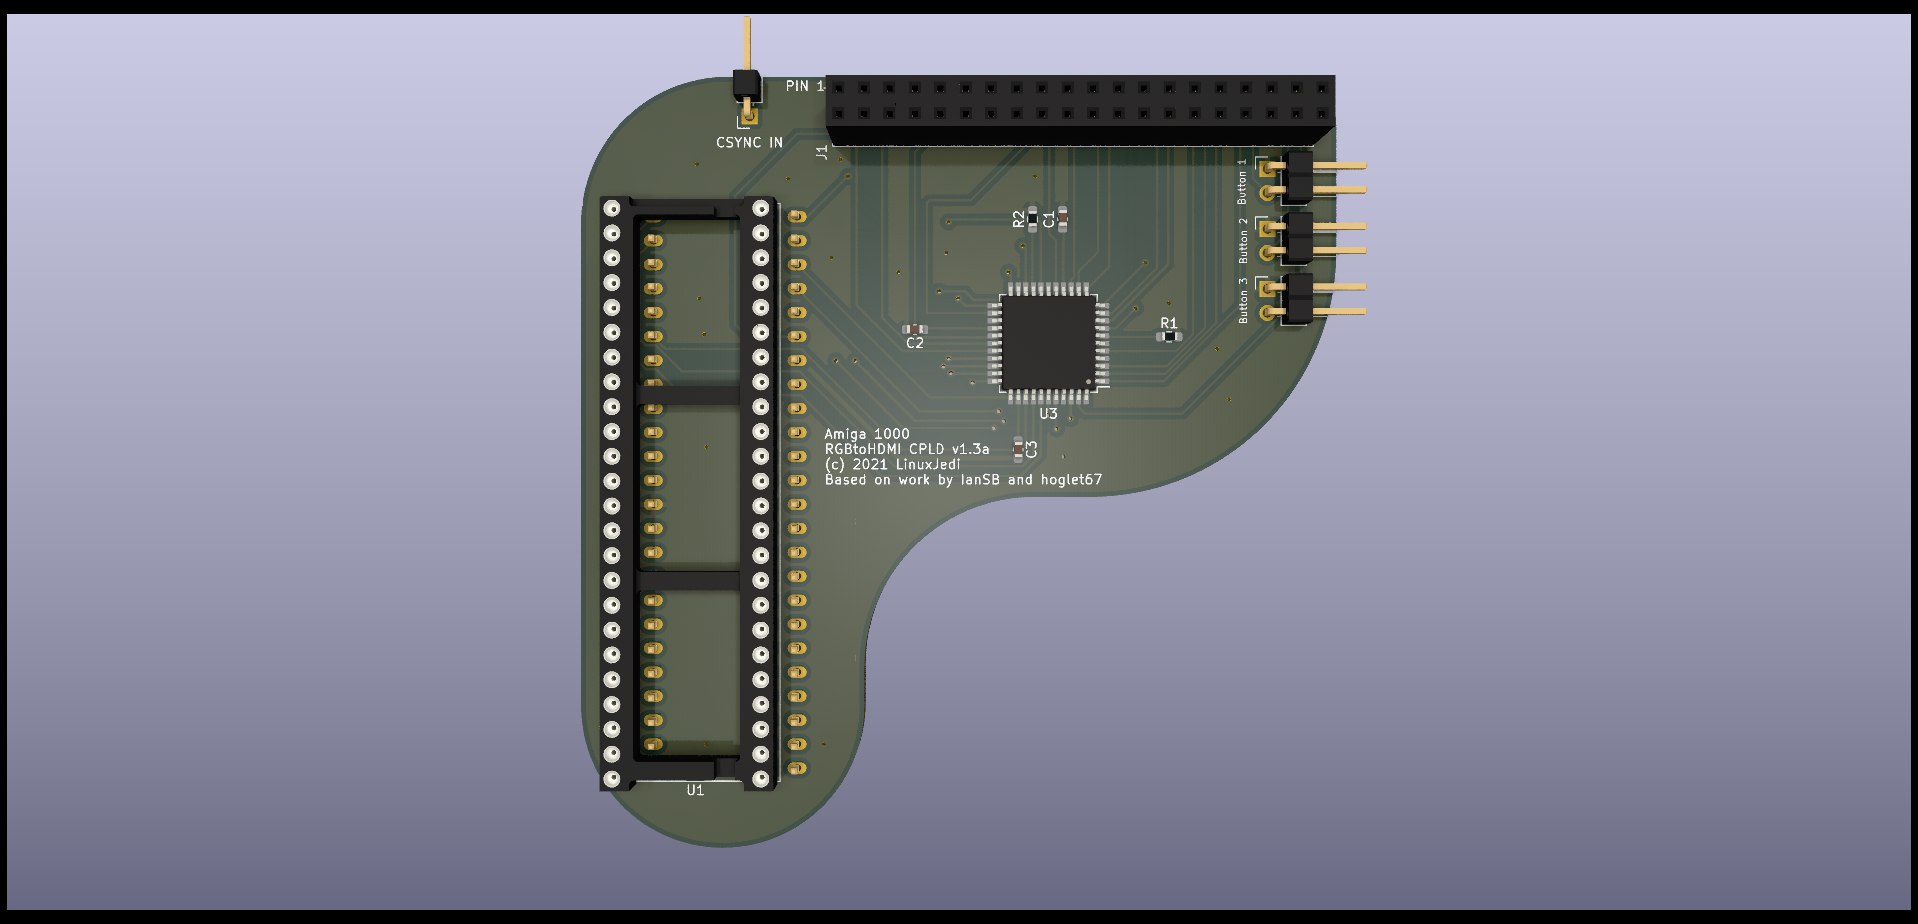 PIN 1
CSYNC IN
J1
Button 1
R2
C1
Button 2
Button 3
R1
C2
U3
Amiga 1000
RGBtoHDMI CPLD v1.3a
(c) 2021 LinuxJedi
Based on work by IanSB and hoglet67
C3
U1